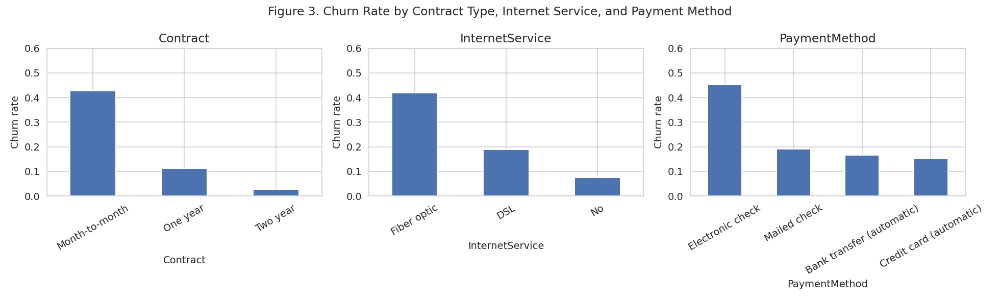 Figure 3. Churn Rate by Contract Type, Internet Service, and Payment Method
Contract
0.6
0.5
0.4
0.3
0.2
0.1
0.0
Churn rate
Month-to-month
One year
Two year
Contract
InternetService
0.6
0.5
0.4
0.3
0.2
0.1
0.0
Churn rate
Fiber optic
DSL
No
InternetService
PaymentMethod
0.6
0.5
0.4
0.3
0.2
0.1
0.0
Churn rate
Electronic check
Mailed check
Bank transfer (automatic)
Credit card (automatic)
PaymentMethod